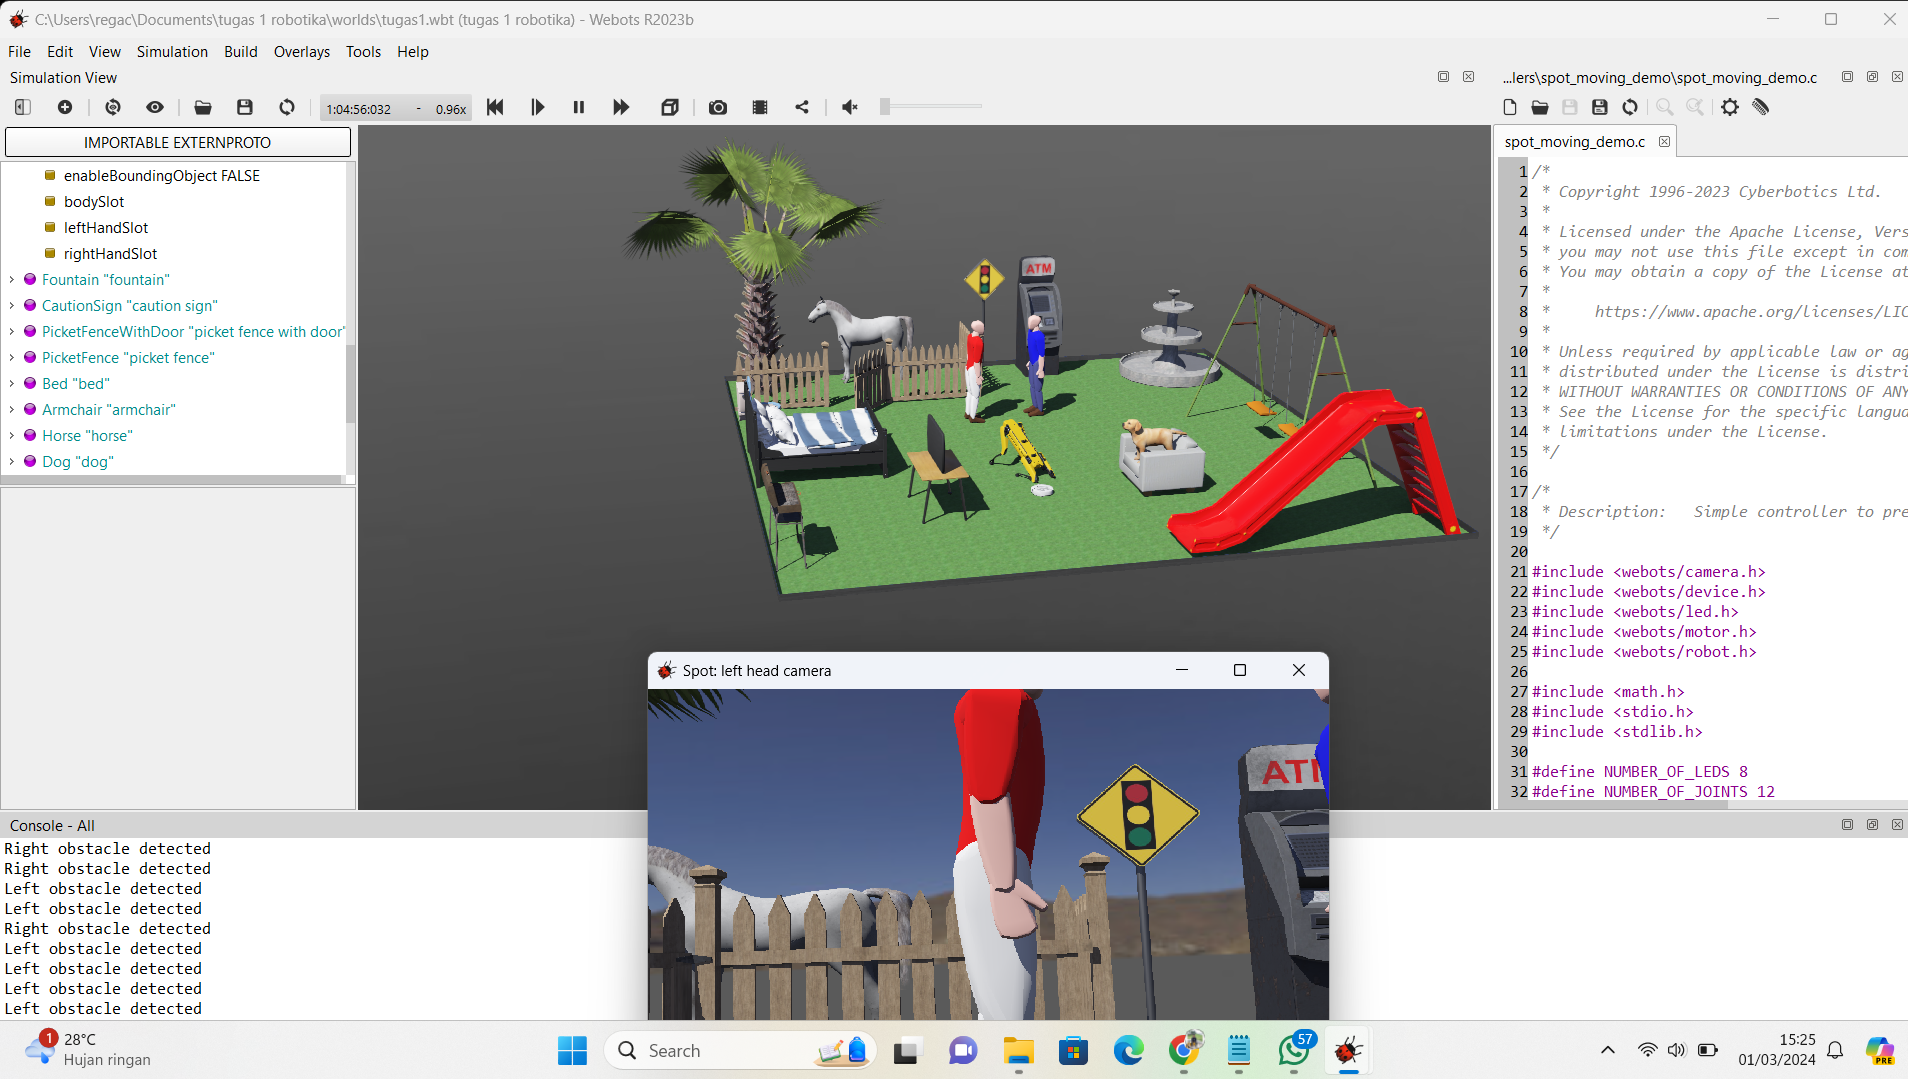 C:\Users\regac\Documents\tugas 1 robotika\worlds\tugas1.wbt (tugas 1 robotika) - Webots R2023b
File Edit View Simulation Build Overlays Tools Help
Simulation View
1:04:56:032 - 0.96x
IMPORTABLE EXTERNPROTO
enableBoundingObject FALSE
bodySlot
leftHandSlot
rightHandSlot
Fountain "fountain"
CautionSign "caution sign"
PicketFenceWithDoor "picket fence with door"
PicketFence "picket fence"
Bed "bed"
Armchair "armchair"
Horse "horse"
Dog "dog"
ATM
...lers\spot_moving_demo\spot_moving_demo.c
spot_moving_demo.c
1 /*
2 * Copyright 1996-2023 Cyberbotics Ltd.
3 *
4 * Licensed under the Apache License, Vers
5 * you may not use this file except in com
6 * You may obtain a copy of the License at
7 *
8 * https://www.apache.org/licenses/LIC
9 *
10 * Unless required by applicable law or ag
11 * distributed under the License is distri
12 * WITHOUT WARRANTIES OR CONDITIONS OF ANY
13 * See the License for the specific langua
14 * limitations under the License.
15 */
16
17 /*
18 * Description: Simple controller to pre
19 */
20
21 #include <webots/camera.h>
22 #include <webots/device.h>
23 #include <webots/led.h>
24 #include <webots/motor.h>
25 #include <webots/robot.h>
26
27 #include <math.h>
28 #include <stdio.h>
29 #include <stdlib.h>
30
31 #define NUMBER_OF_LEDS 8
32 #define NUMBER_OF_JOINTS 12
Spot: left head camera
ATM
Console - All
Right obstacle detected
Right obstacle detected
Left obstacle detected
Left obstacle detected
Right obstacle detected
Left obstacle detected
Left obstacle detected
Left obstacle detected
Left obstacle detected
1
28°C
Hujan ringan
Search
57
15:25
01/03/2024
PRE